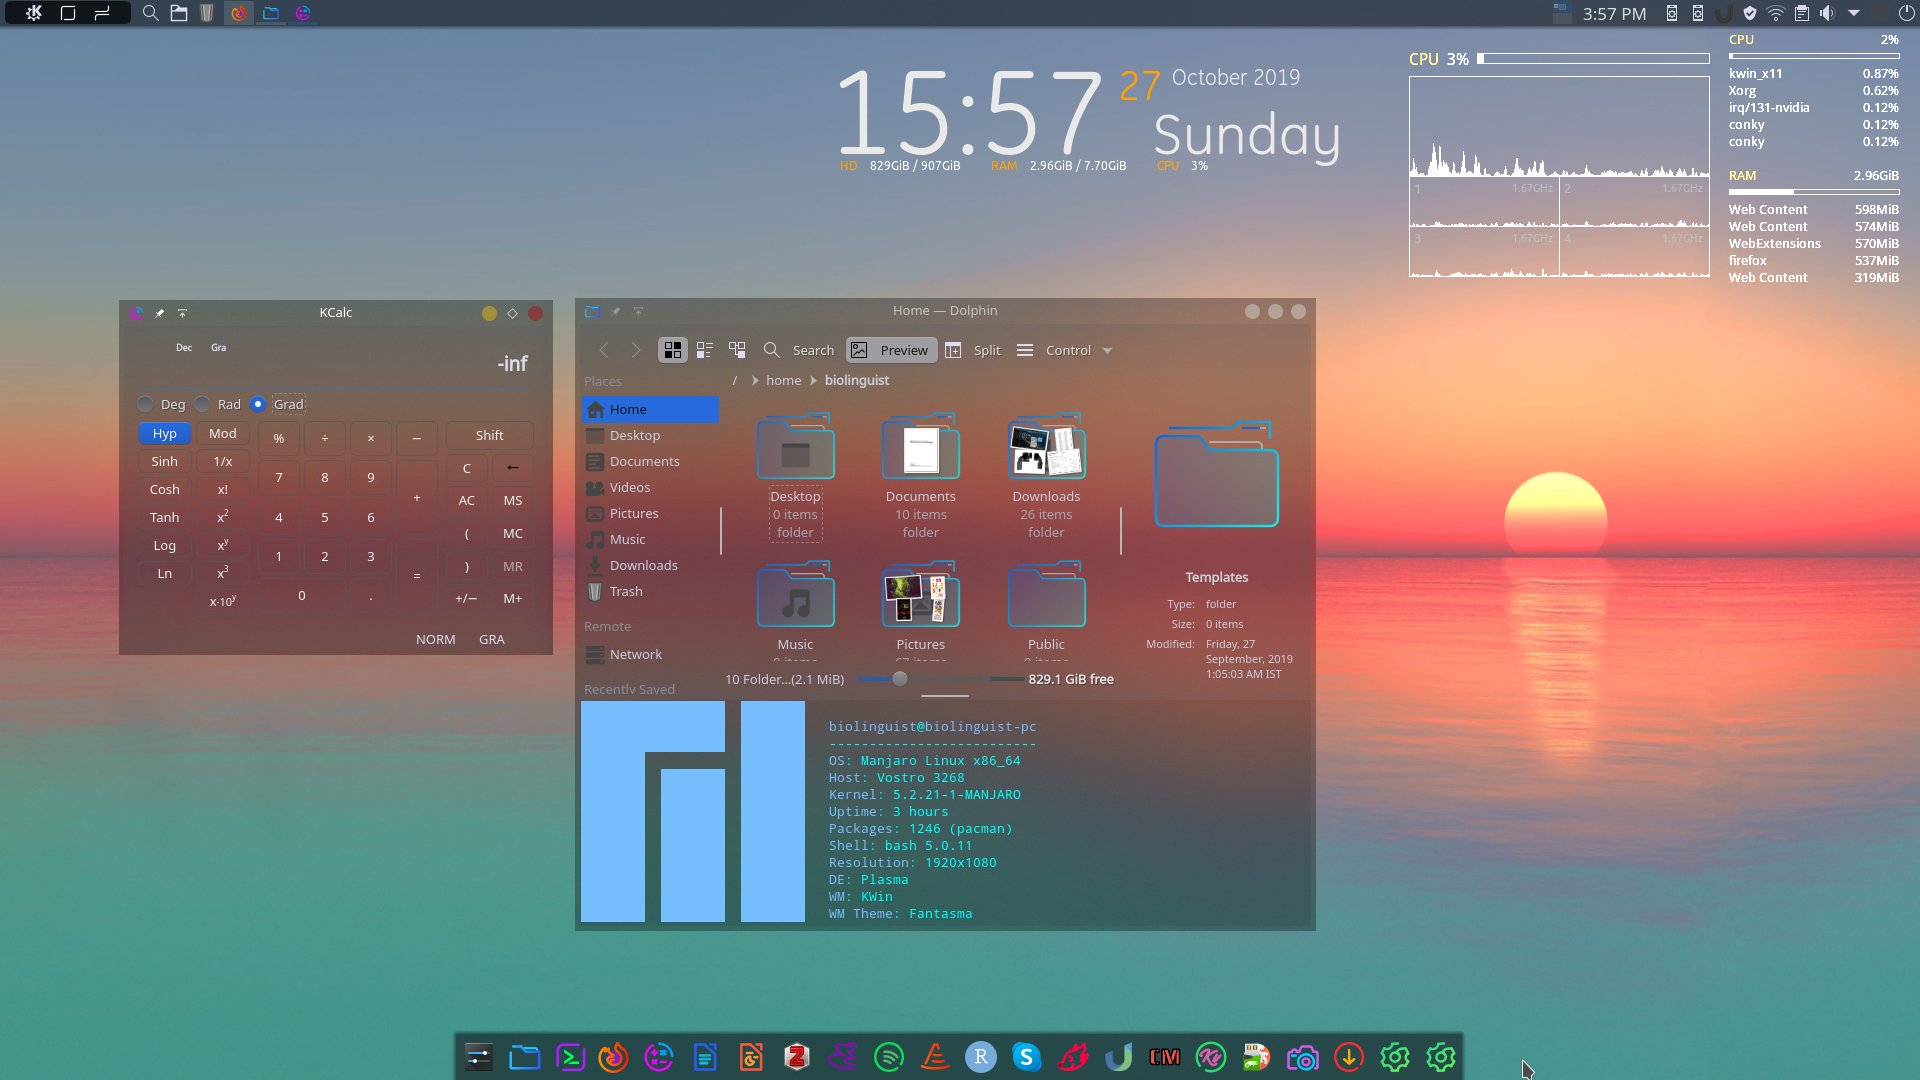 3:57 PM
15:57 27 October 2019
Sunday
HD 829GiB / 907GiB RAM 2.96GiB / 7.70GiB CPU 3%
CPU 3%
1 1.67GHz 2 1.67GHz
3 1.67GHz 4 1.67GHz
CPU 2%
kwin_x11 0.87%
Xorg 0.62%
irq/131-nvidia 0.12%
conky 0.12%
conky 0.12%
RAM 2.96GiB
Web Content 598MiB
Web Content 574MiB
WebExtensions 570MiB
firefox 537MiB
Web Content 319MiB
KCalc
Dec Gra
-inf
Deg Rad Grad
Hyp Mod % ÷ × − Shift
Sinh 1/x 7 8 9 C ←
Cosh x! + AC MS
Tanh x² 4 5 6 ( MC
Log xʸ 1 2 3 ) MR
Ln x³ =
x·10ʸ 0 . +/− M+
NORM GRA
Home — Dolphin
Search Preview Split Control
Places
/ home biolinguist
Home
Desktop
Documents
Videos
Pictures
Music
Downloads
Trash
Remote
Network
Recently Saved
Desktop
0 items
folder
Documents
10 items
folder
Downloads
26 items
folder
Music
Pictures
67 items
Public
0 items
10 Folder...(2.1 MiB) 829.1 GiB free
Templates
Type: folder
Size: 0 items
Modified: Friday, 27
September, 2019
1:05:03 AM IST
biolinguist@biolinguist-pc
--------------------------
OS: Manjaro Linux x86_64
Host: Vostro 3268
Kernel: 5.2.21-1-MANJARO
Uptime: 3 hours
Packages: 1246 (pacman)
Shell: bash 5.0.11
Resolution: 1920x1080
DE: Plasma
WM: KWin
WM Theme: Fantasma
Z R S CM Ky